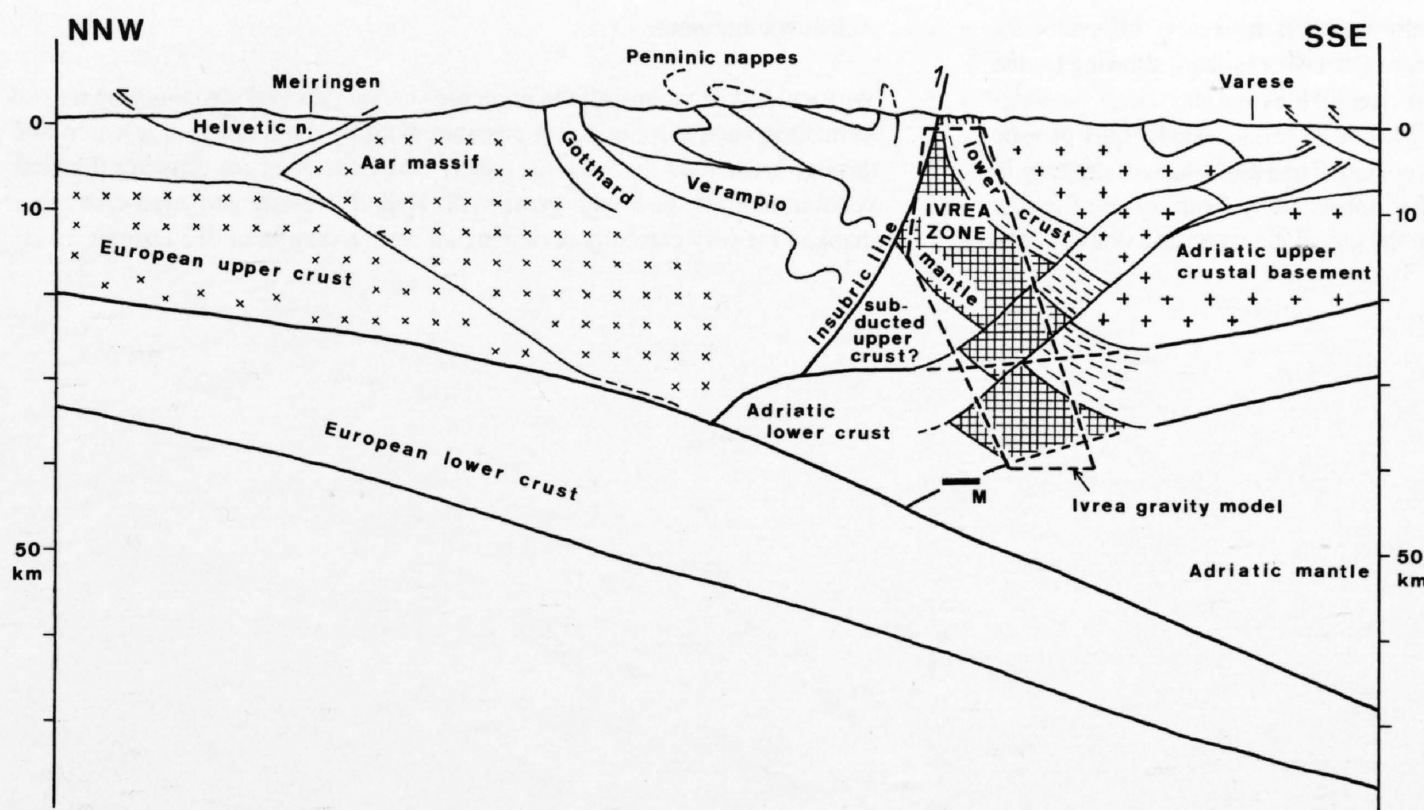 NNW
SSE
Penninic nappes
Meiringen
Varese
Helvetic n.
0
0
Aar massif
Gotthard
Verampio
lower
crust
IVREA
ZONE
mantle
10
10
European upper crust
Insubric line
sub-
ducted
upper
crust?
Adriatic upper
crustal basement
Adriatic
lower crust
European lower crust
M
Ivrea gravity model
50
km
Adriatic mantle
50
km